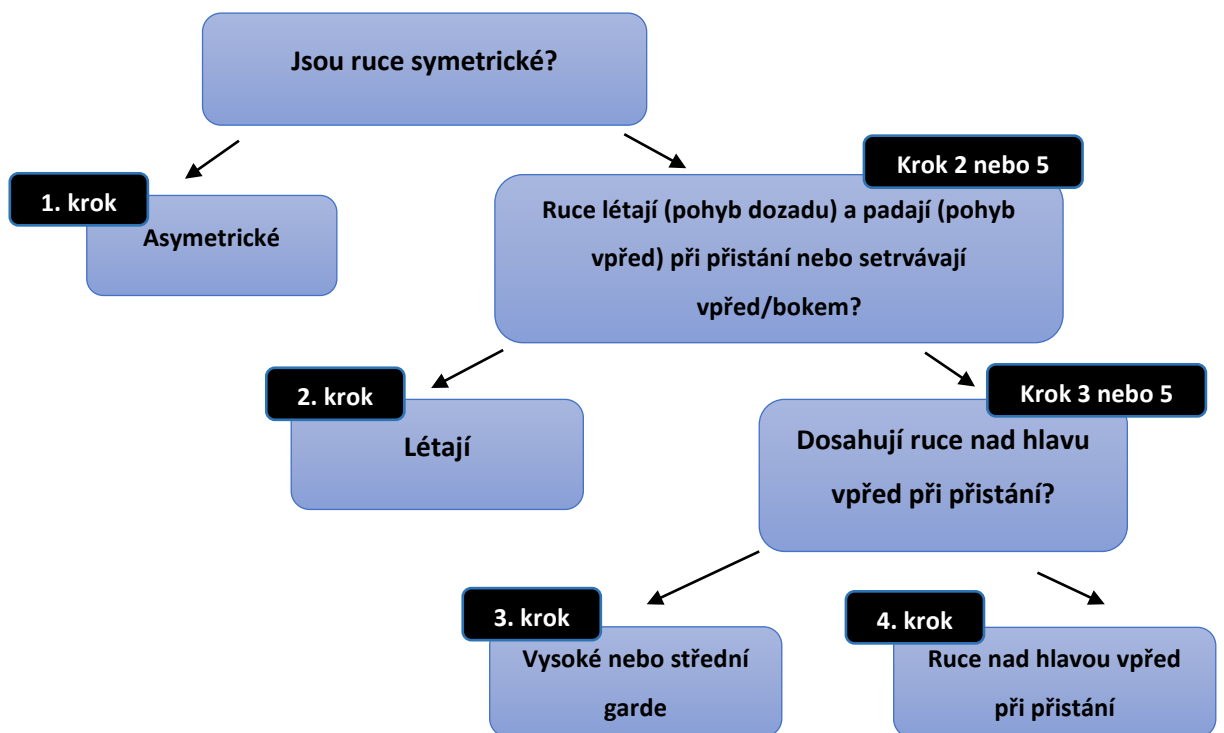 Jsou ruce symetrické?
Krok 2 nebo 5
1. krok
Asymetrické
Ruce létají (pohyb dozadu) a padají (pohyb
vpřed) při přistání nebo setrvávají
vpřed/bokem?
2. krok
Létají
Krok 3 nebo 5
Dosahují ruce nad hlavu
vpřed při přistání?
3. krok
Vysoké nebo střední
garde
4. krok
Ruce nad hlavou vpřed
při přistání